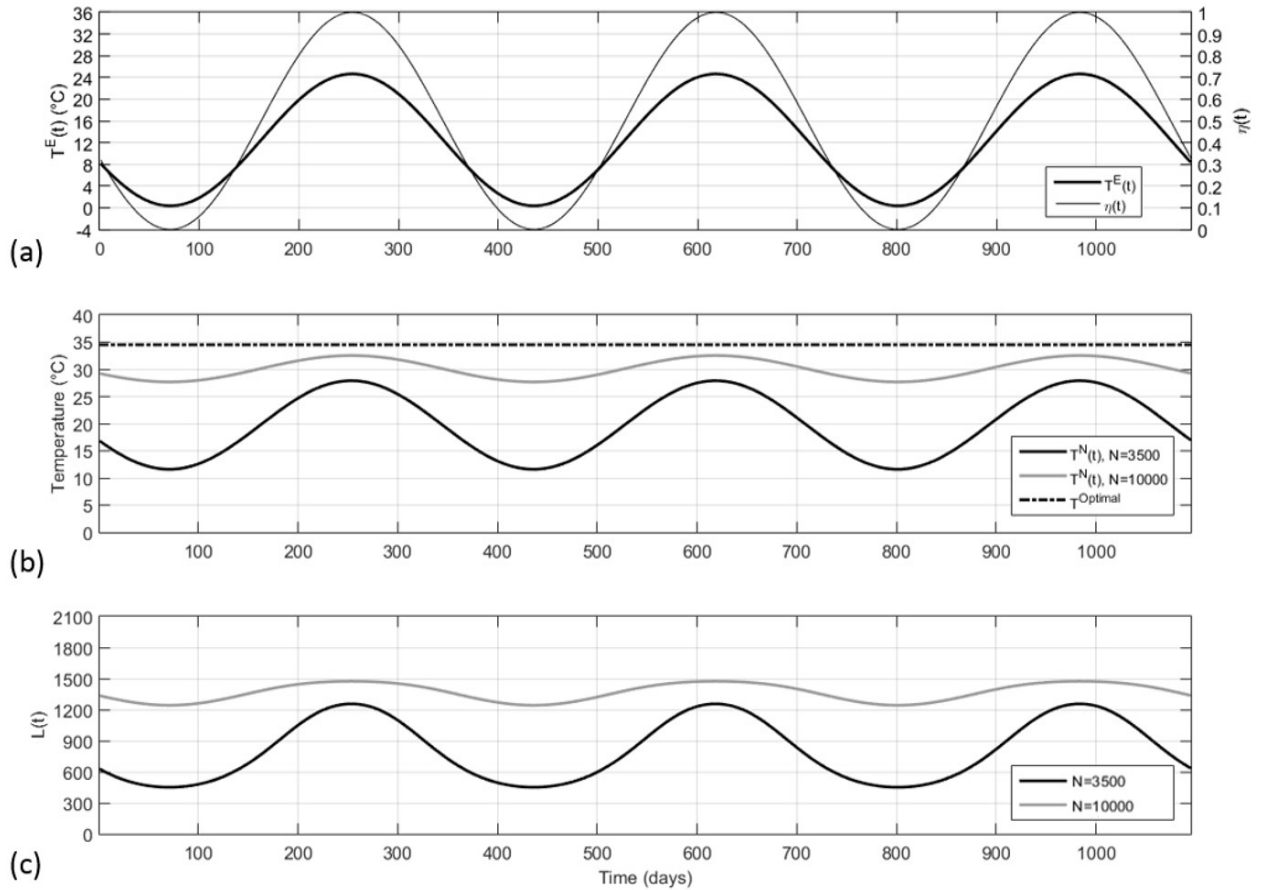 36
32
28
24
20
16
12
8
4
0
-4
T^E(t) (°C)
1
0.9
0.8
0.7
0.6
0.5
0.4
0.3
0.2
0.1
0
η(t)
T^E(t)
η(t)
0 100 200 300 400 500 600 700 800 900 1000
(a)
40
35
30
25
20
15
10
5
0
Temperature (°C)
T^N(t), N=3500
T^N(t), N=10000
T^Optimal
100 200 300 400 500 600 700 800 900 1000
(b)
2100
1800
1500
1200
900
600
300
0
L(t)
N=3500
N=10000
100 200 300 400 500 600 700 800 900 1000
Time (days)
(c)